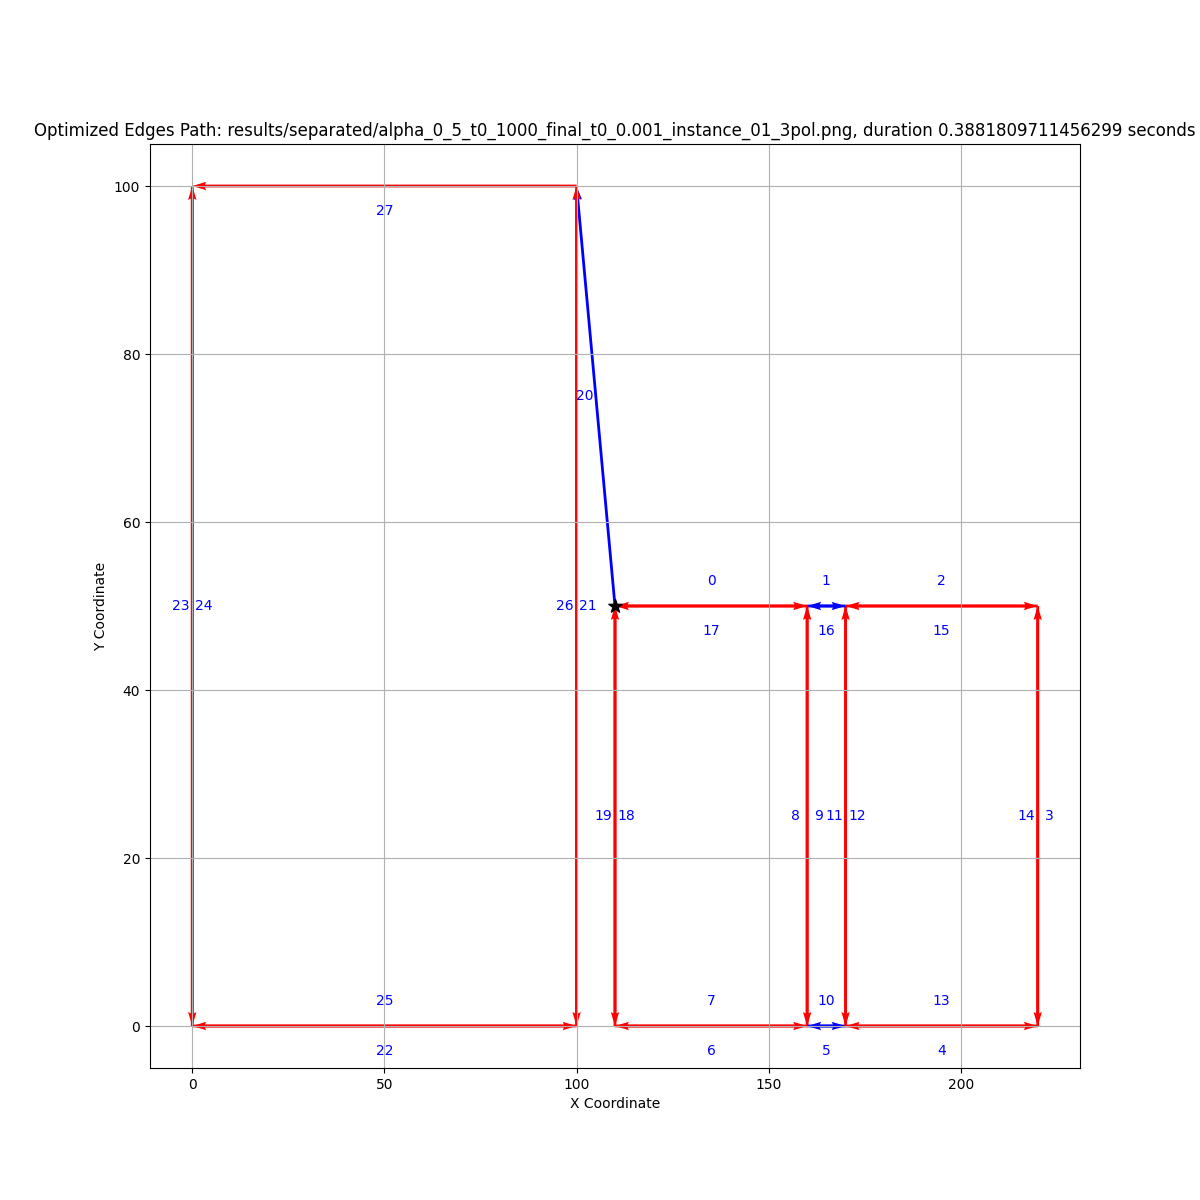 Optimized Edges Path: results/separated/alpha_0_5_t0_1000_final_t0_0.001_instance_01_3pol.png, duration 0.3881809711456299 seconds
100
27
80
20
60
0 1 2
23 24 26 21
17 16 15
40
Y Coordinate
19 18 8 9 11 12 14 3
20
25 7 10 13
0
22 6 5 4
0 50 100 150 200
X Coordinate